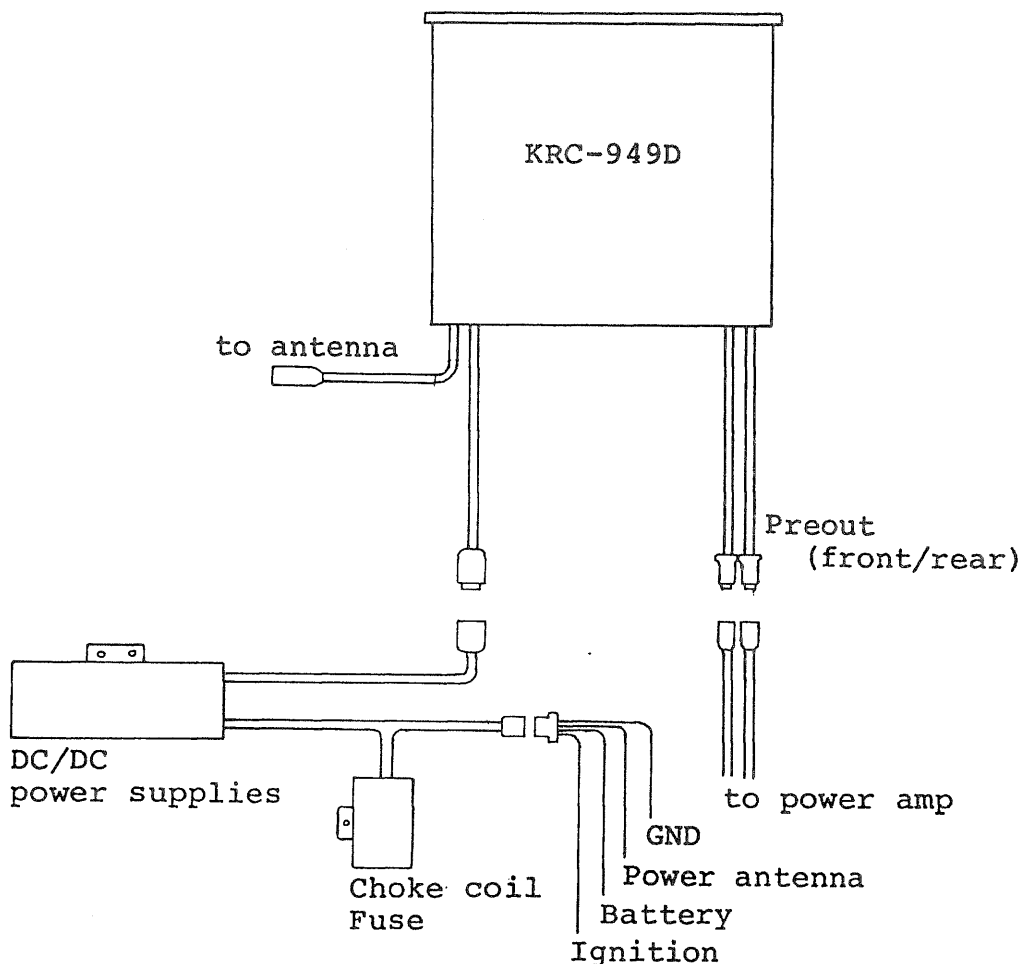 KRC-949D
to antenna
Preout
(front/rear)
DC/DC
power supplies
to power amp
GND
Power antenna
Choke coil
Fuse
Battery
Ignition